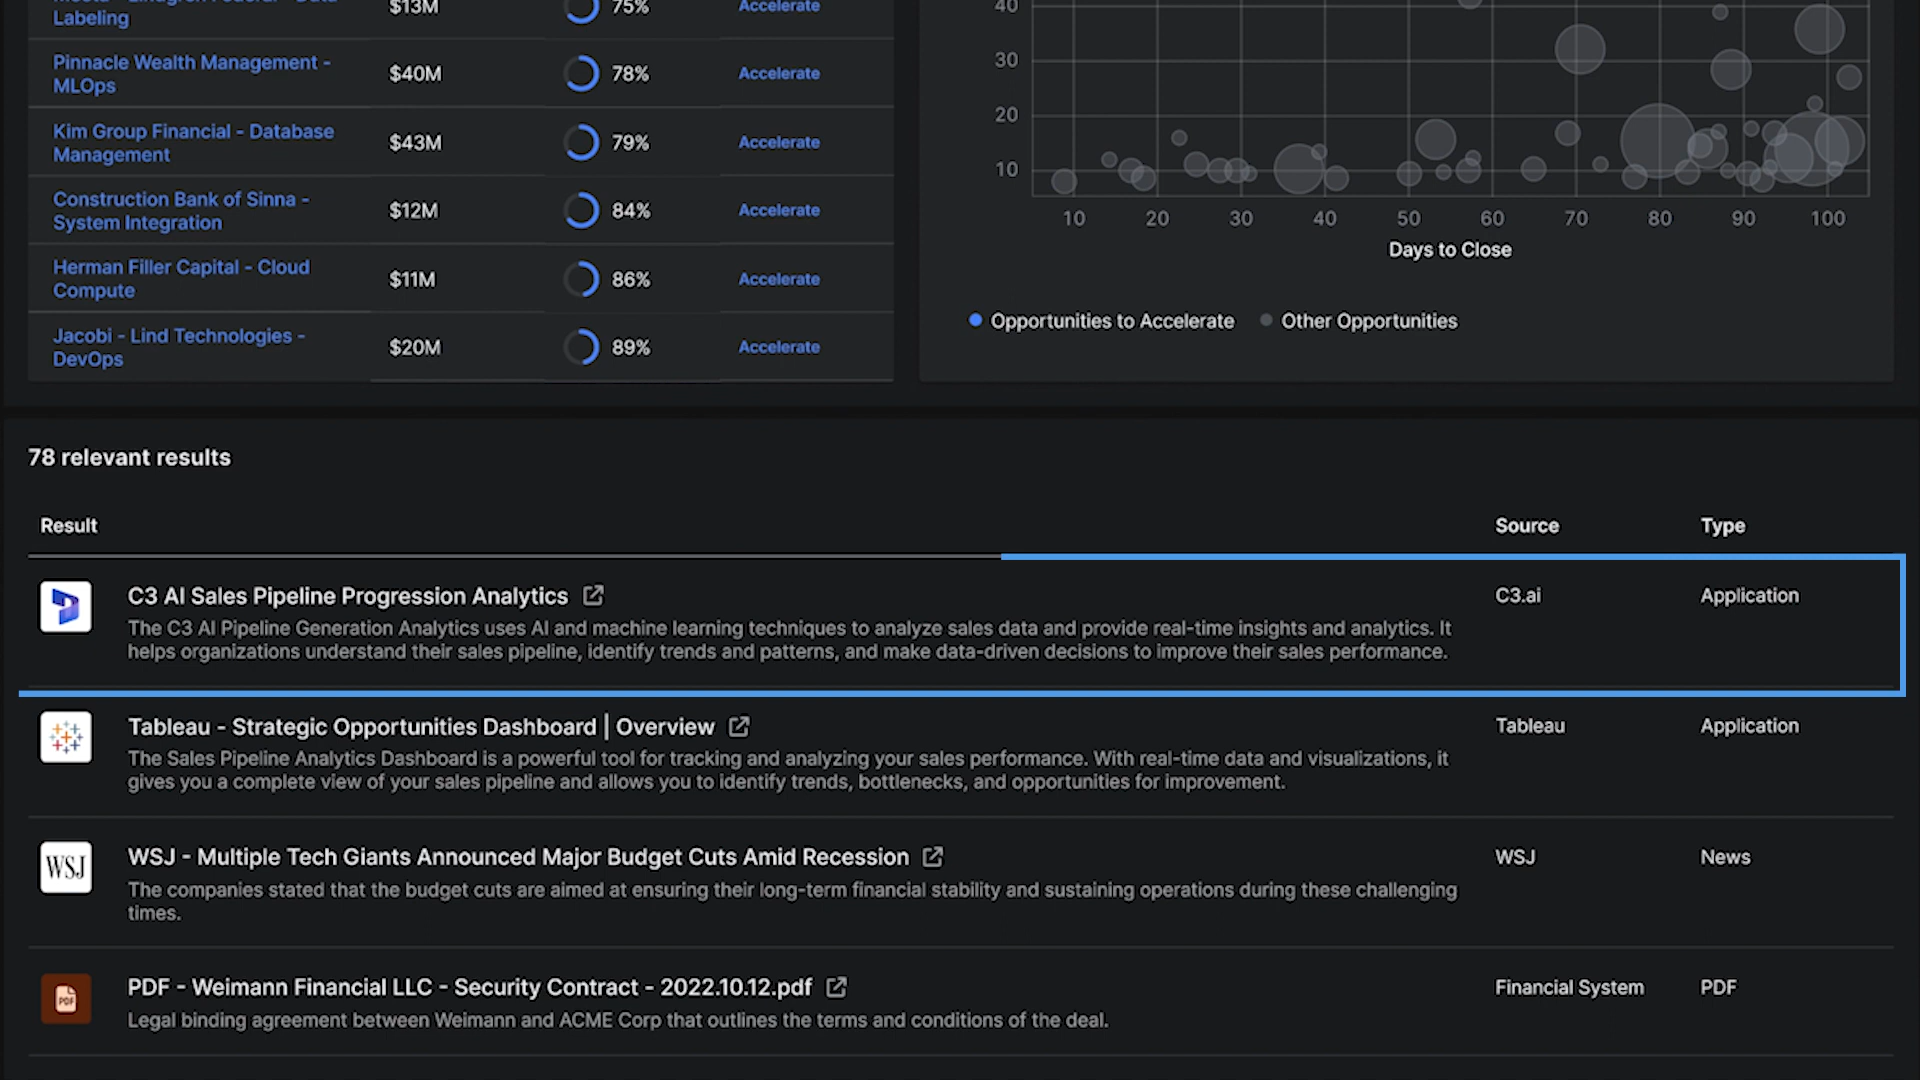 Labeling
$13M
75%
Accelerate
Pinnacle Wealth Management -
MLOps
$40M
78%
Accelerate
Kim Group Financial - Database
Management
$43M
79%
Accelerate
Construction Bank of Sinna -
System Integration
$12M
84%
Accelerate
Herman Filler Capital - Cloud
Compute
$11M
86%
Accelerate
Jacobi - Lind Technologies -
DevOps
$20M
89%
Accelerate
40
30
20
10
10 20 30 40 50 60 70 80 90 100
Days to Close
Opportunities to Accelerate
Other Opportunities
78 relevant results
Result Source Type
C3 AI Sales Pipeline Progression Analytics
C3.ai
Application
The C3 AI Pipeline Generation Analytics uses AI and machine learning techniques to analyze sales data and provide real-time insights and analytics. It
helps organizations understand their sales pipeline, identify trends and patterns, and make data-driven decisions to improve their sales performance.
Tableau - Strategic Opportunities Dashboard | Overview
Tableau
Application
The Sales Pipeline Analytics Dashboard is a powerful tool for tracking and analyzing your sales performance. With real-time data and visualizations, it
gives you a complete view of your sales pipeline and allows you to identify trends, bottlenecks, and opportunities for improvement.
WSJ
WSJ - Multiple Tech Giants Announced Major Budget Cuts Amid Recession
WSJ
News
The companies stated that the budget cuts are aimed at ensuring their long-term financial stability and sustaining operations during these challenging
times.
PDF
PDF - Weimann Financial LLC - Security Contract - 2022.10.12.pdf
Financial System
PDF
Legal binding agreement between Weimann and ACME Corp that outlines the terms and conditions of the deal.